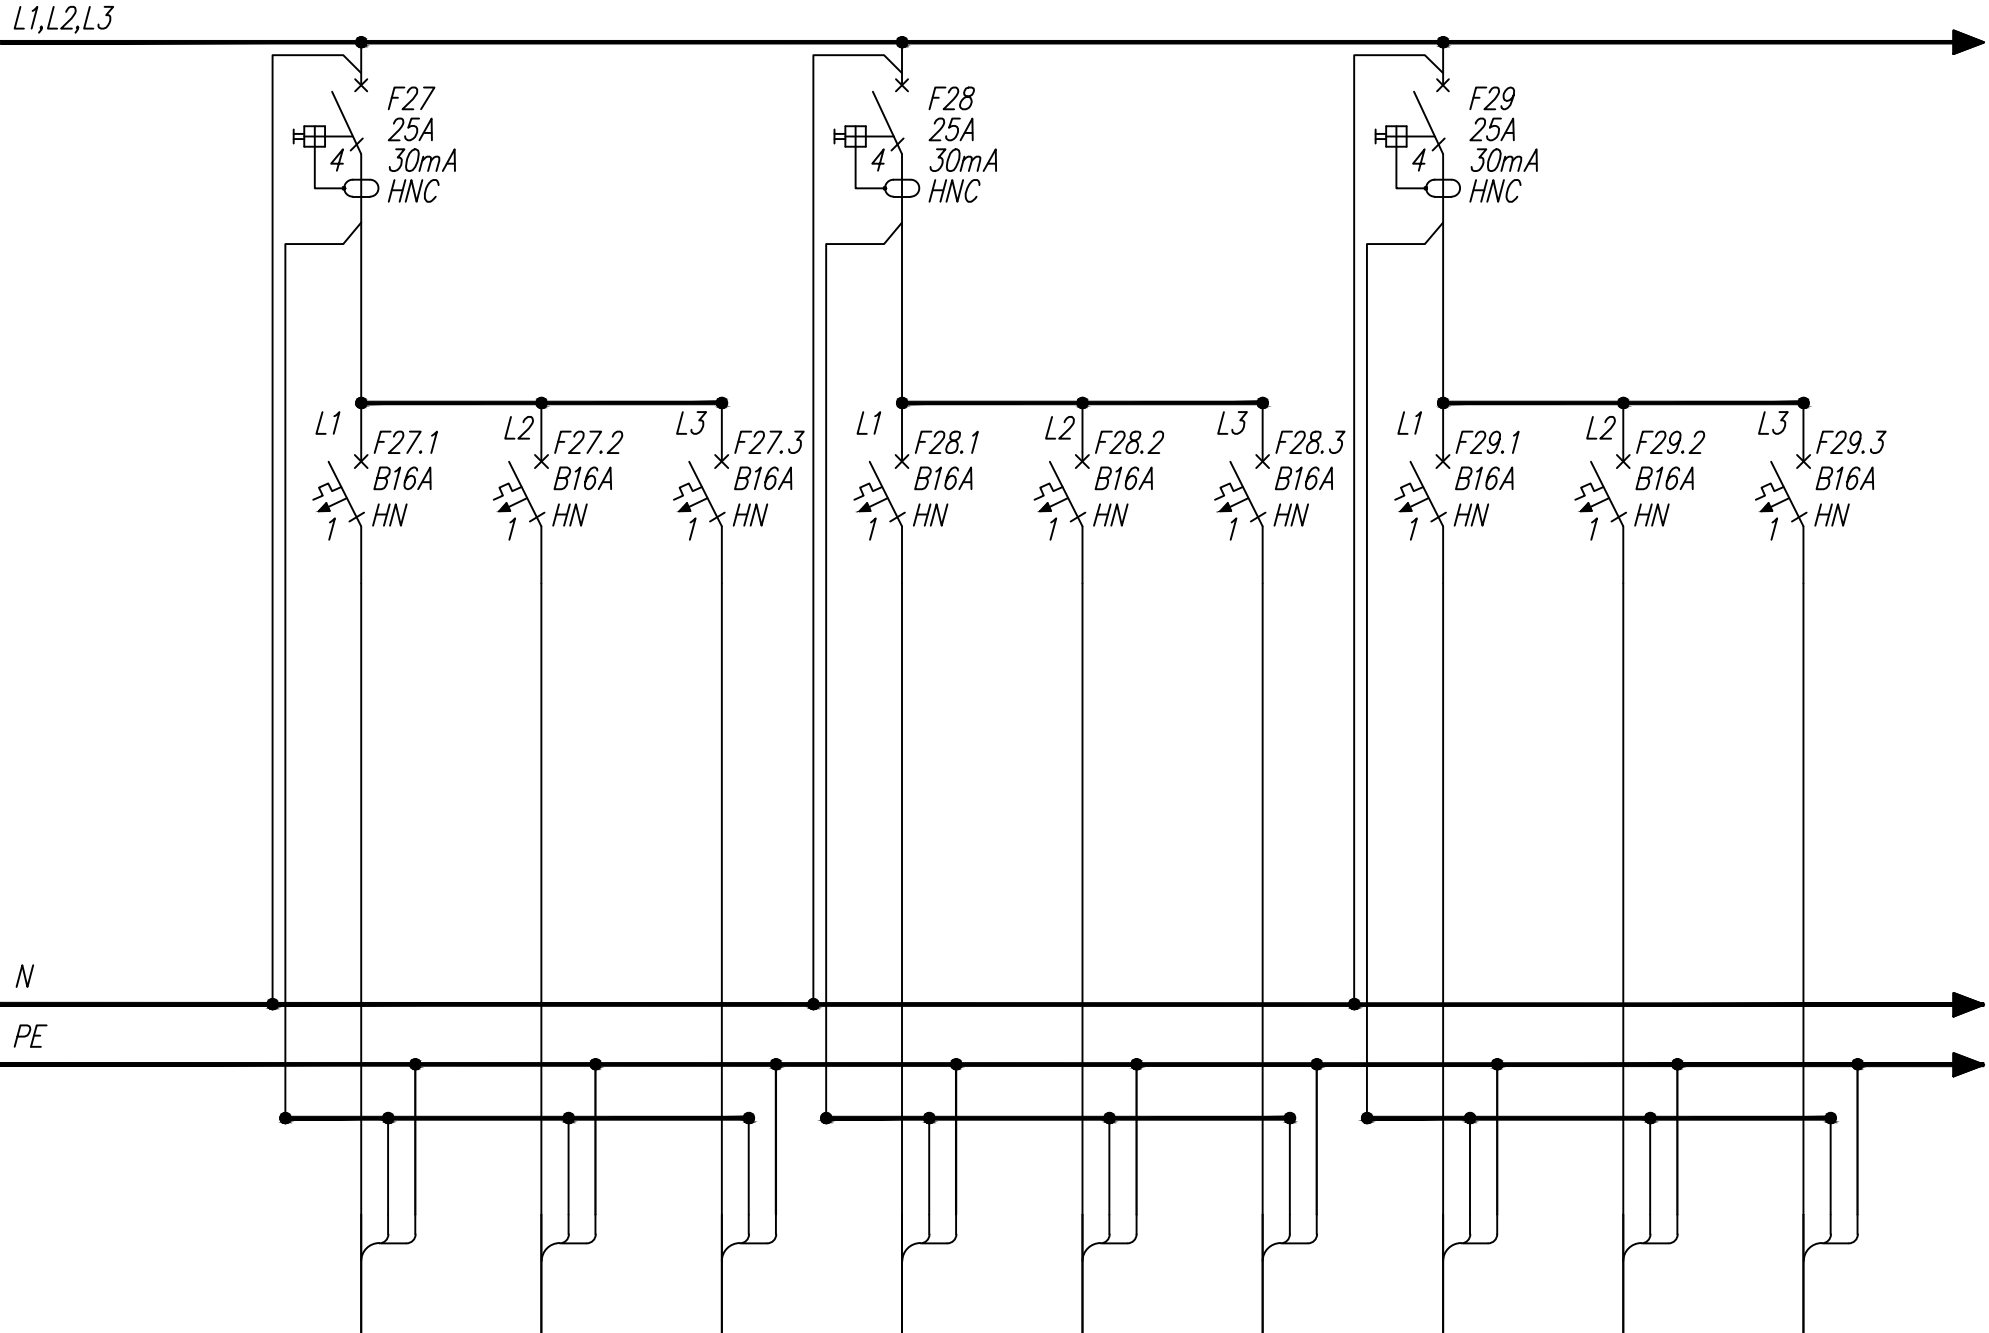 L1,L2,L3
F27
25A
30mA
4
HNC
F28
25A
30mA
4
HNC
F29
25A
30mA
4
HNC
L1
F27.1
B16A
HN
1
L2
F27.2
B16A
HN
1
L3
F27.3
B16A
HN
1
L1
F28.1
B16A
HN
1
L2
F28.2
B16A
HN
1
L3
F28.3
B16A
HN
1
L1
F29.1
B16A
HN
1
L2
F29.2
B16A
HN
1
L3
F29.3
B16A
HN
1
N
PE